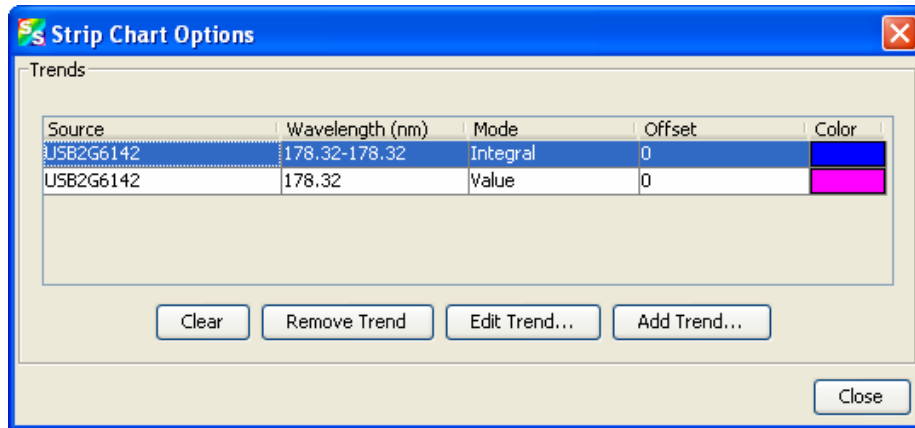 SS Strip Chart Options
Trends
Source Wavelength (nm) Mode Offset Color
USB2G6142 178.32-178.32 Integral 0
USB2G6142 178.32 Value 0
Clear Remove Trend Edit Trend... Add Trend...
Close